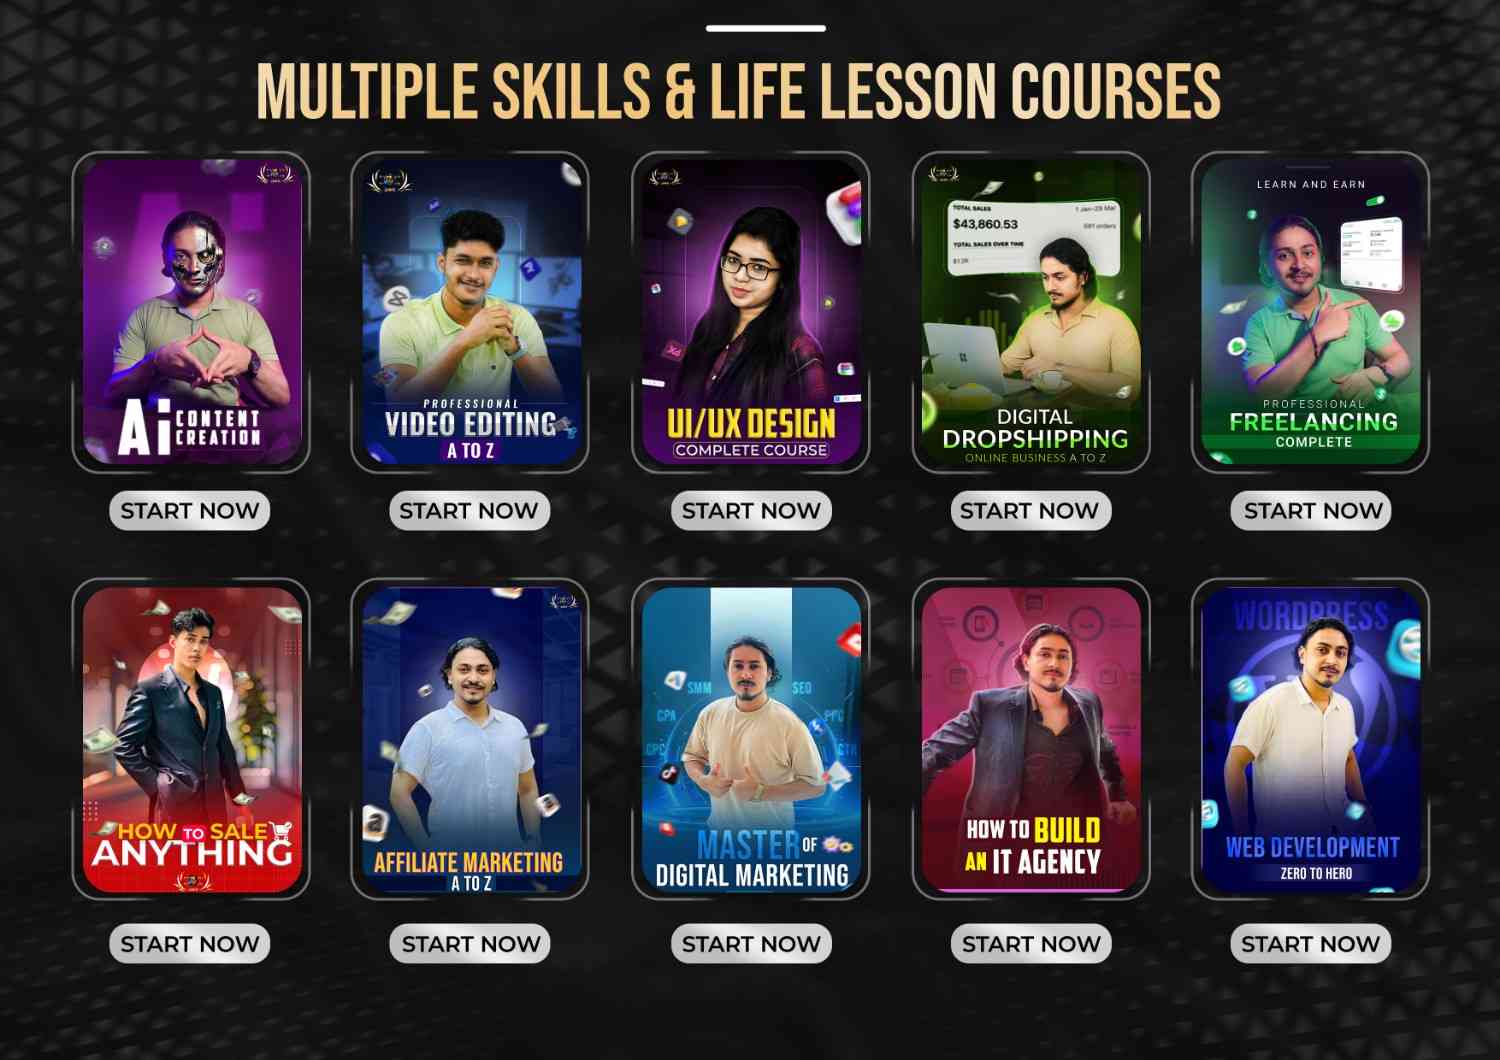 MULTIPLE SKILLS & LIFE LESSON COURSES
Ai CONTENT
CREATION
START NOW
PROFESSIONAL
VIDEO EDITING
A TO Z
START NOW
Xd
UI/UX DESIGN
COMPLETE COURSE
START NOW
TOTAL SALES
1 Jan-29 Mar
$43,860.53
591 orders
TOTAL SALES OVER TIME
$12K
DIGITAL
DROPSHIPPING
ONLINE BUSINESS A TO Z
START NOW
LEARN AND EARN
PROFESSIONAL
FREELANCING
COMPLETE
START NOW
HOW TO SALE
ANYTHING
START NOW
AFFILIATE MARKETING
A TO Z
START NOW
SMM
SEO
CPA
PPC
CPC
CTR
MASTER OF
DIGITAL MARKETING
START NOW
HOW TO BUILD
AN IT AGENCY
START NOW
WORDPRESS
WEB DEVELOPMENT
ZERO TO HERO
START NOW